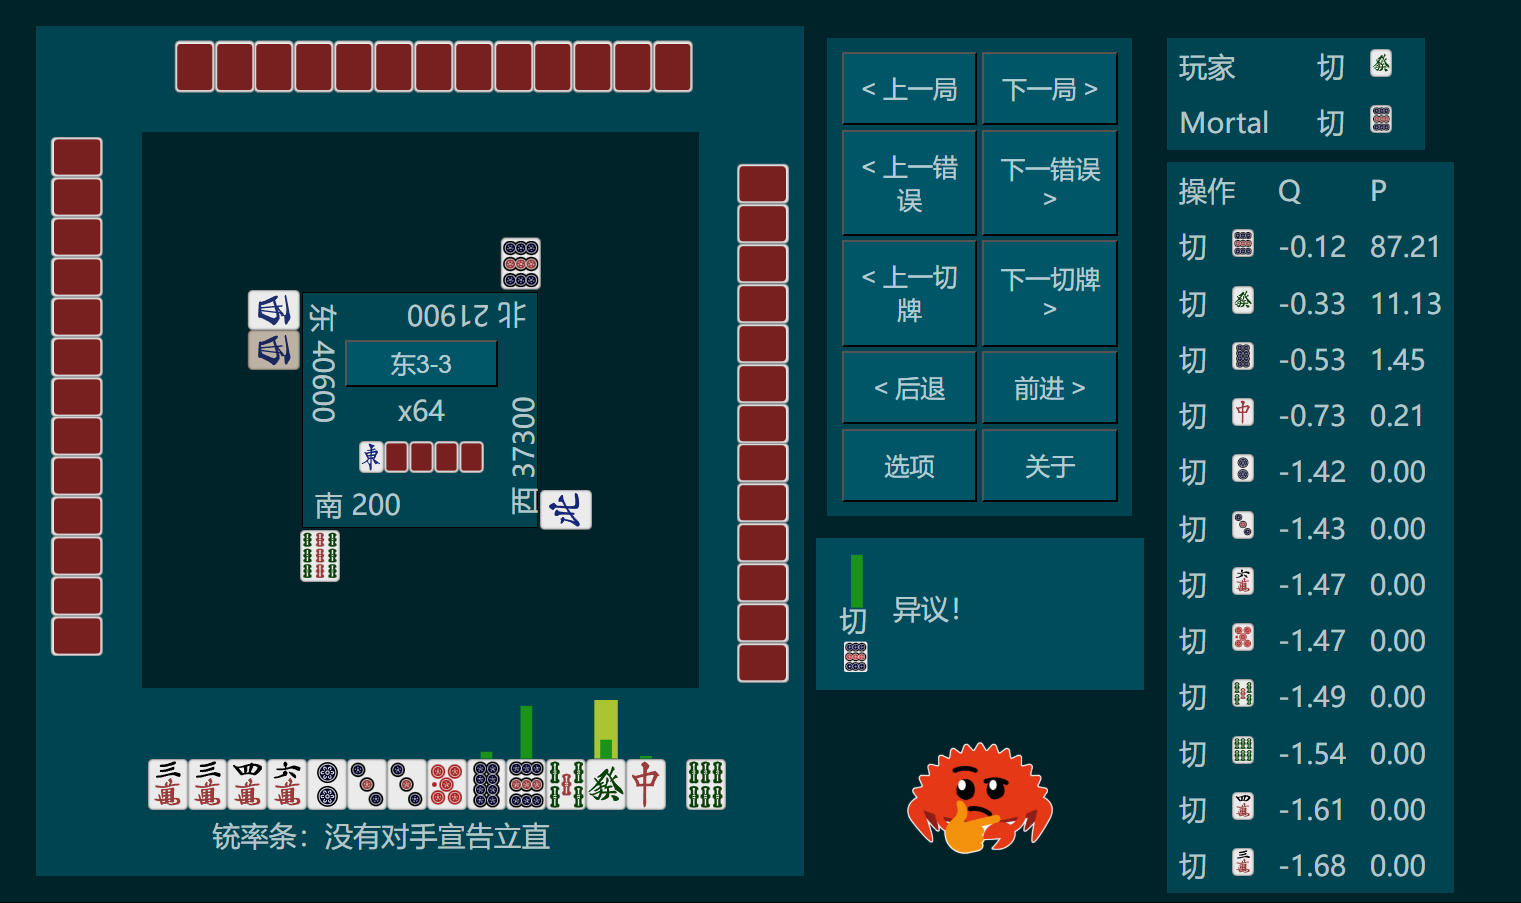 东 40600
北 21900
东3-3
x64
南 200
西 37300
铳率条：没有对手宣告立直
< 上一局
下一局 >
< 上一错误
下一错误 >
< 上一切牌
下一切牌 >
< 后退
前进 >
选项
关于
切
异议！
玩家 切
Mortal 切
操作 Q P
切 -0.12 87.21
切 -0.33 11.13
切 -0.53 1.45
切 -0.73 0.21
切 -1.42 0.00
切 -1.43 0.00
切 -1.47 0.00
切 -1.47 0.00
切 -1.49 0.00
切 -1.54 0.00
切 -1.61 0.00
切 -1.68 0.00